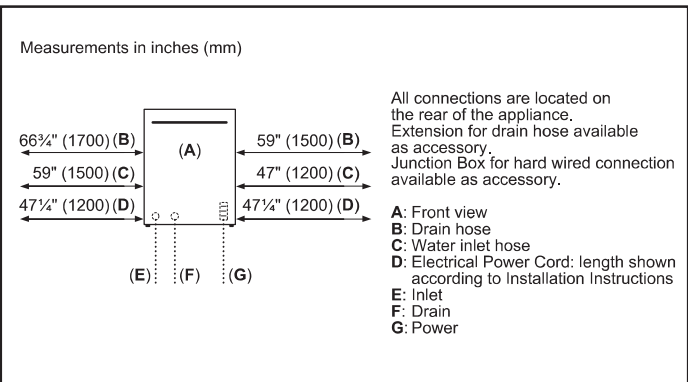 Measurements in inches (mm)
66¾" (1700) (B)
59" (1500) (C)
47¼" (1200) (D)
(A)
59" (1500) (B)
47" (1200) (C)
47¼" (1200) (D)
(E)
(F)
(G)
All connections are located on
the rear of the appliance.
Extension for drain hose available
as accessory.
Junction Box for hard wired connection
available as accessory.
A: Front view
B: Drain hose
C: Water inlet hose
D: Electrical Power Cord: length shown
according to Installation Instructions
E: Inlet
F: Drain
G: Power